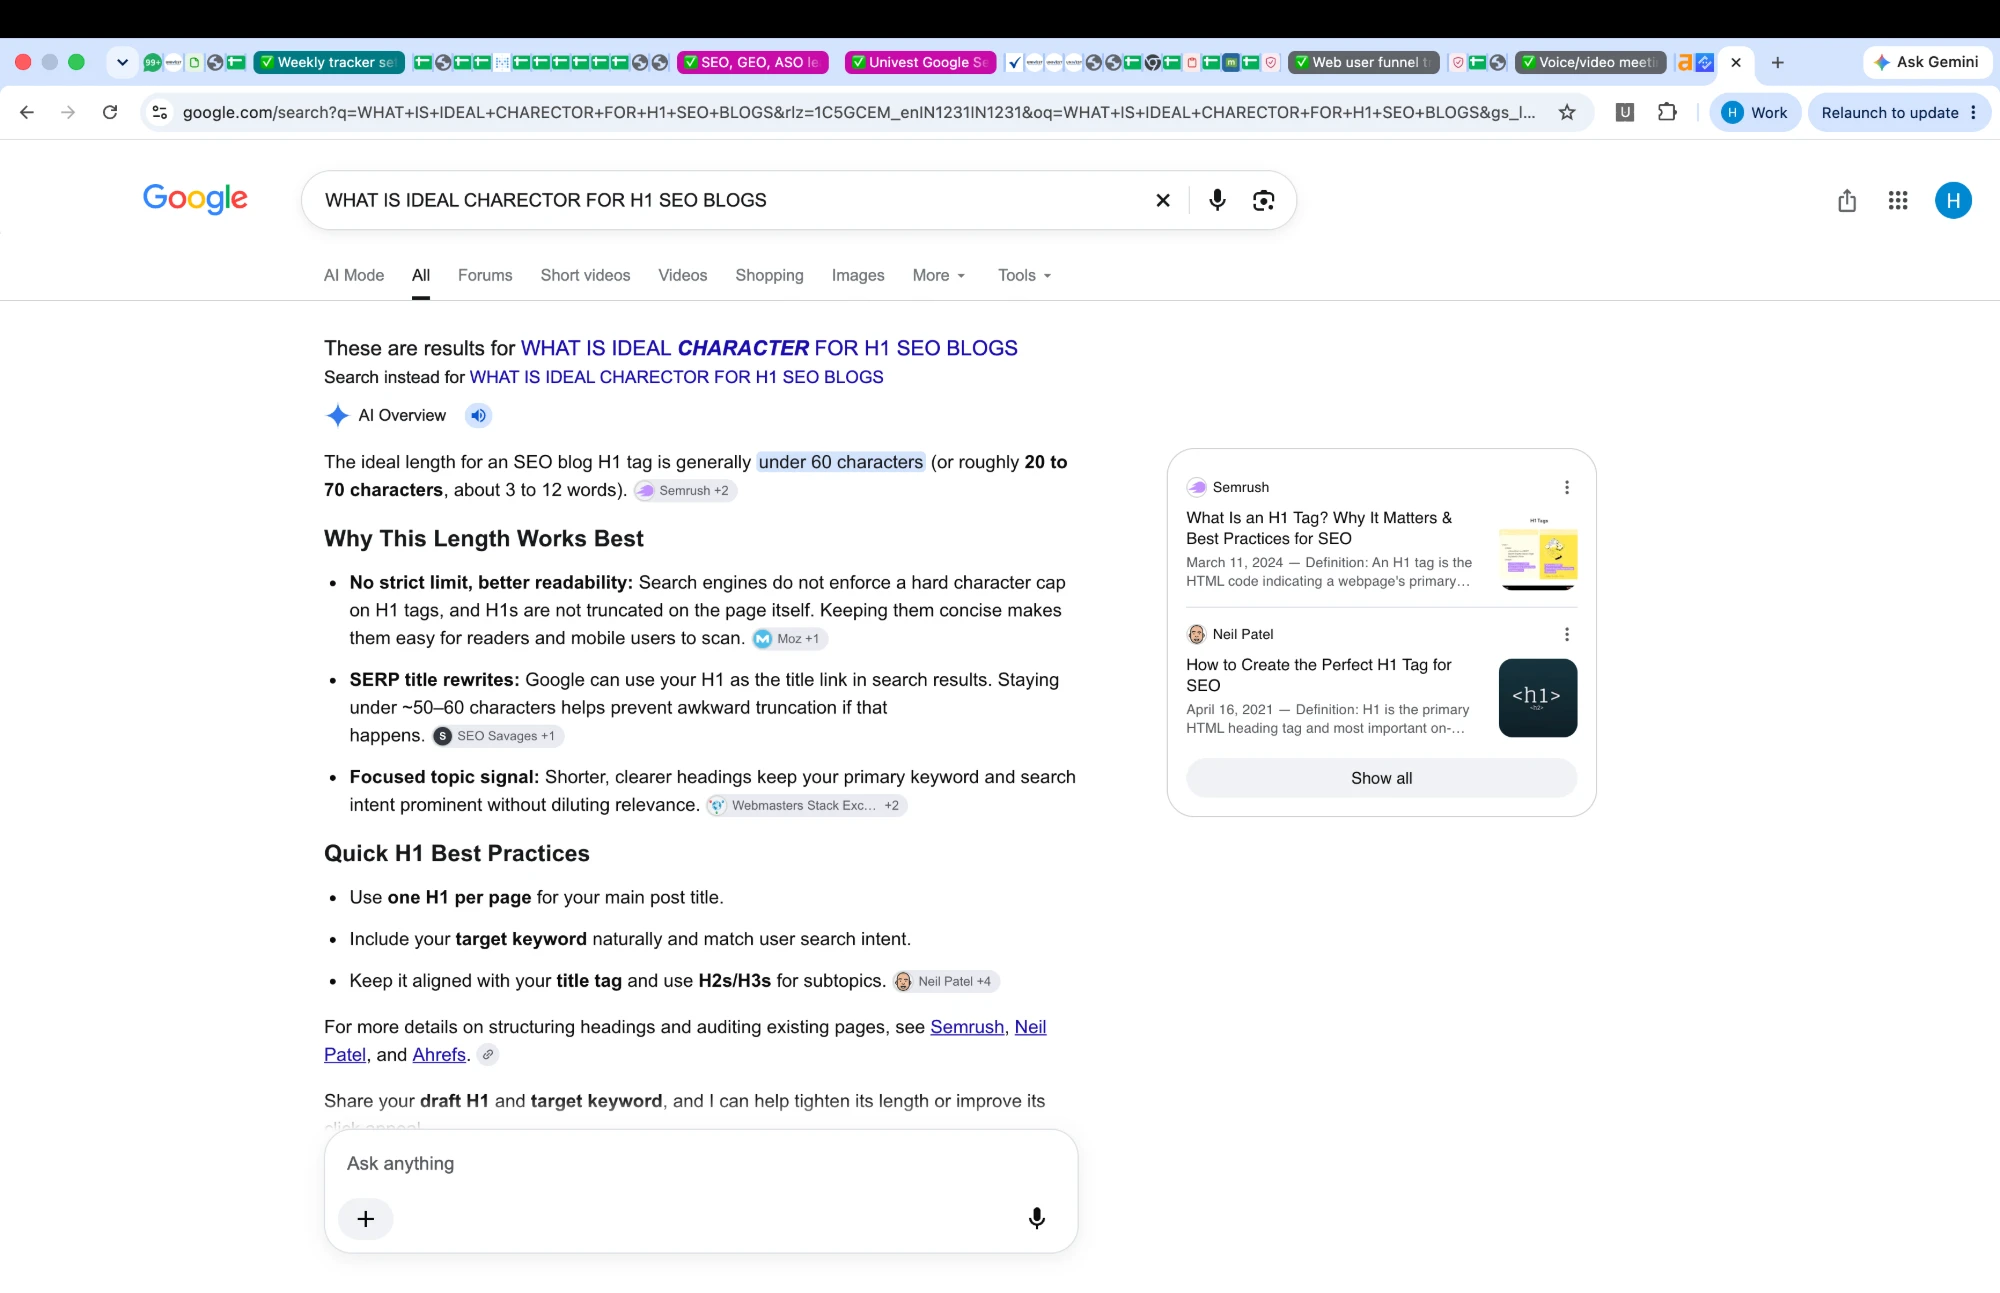 99+
Weekly tracker se
SEO, GEO, ASO le
Univest Google Se
Web user funnel t
Voice/video meeti
Ask Gemini
google.com/search?q=WHAT+IS+IDEAL+CHARECTOR+FOR+H1+SEO+BLOGS&rlz=1C5GCEM_enIN1231IN1231&oq=WHAT+IS+IDEAL+CHARECTOR+FOR+H1+SEO+BLOGS&gs_l...
U
H Work
Relaunch to update
Google
WHAT IS IDEAL CHARECTOR FOR H1 SEO BLOGS
H
AI Mode All Forums Short videos Videos Shopping Images More Tools
These are results for WHAT IS IDEAL CHARACTER FOR H1 SEO BLOGS
Search instead for WHAT IS IDEAL CHARECTOR FOR H1 SEO BLOGS
AI Overview
The ideal length for an SEO blog H1 tag is generally under 60 characters (or roughly 20 to
70 characters, about 3 to 12 words). Semrush +2
Why This Length Works Best
• No strict limit, better readability: Search engines do not enforce a hard character cap
on H1 tags, and H1s are not truncated on the page itself. Keeping them concise makes
them easy for readers and mobile users to scan. Moz +1
• SERP title rewrites: Google can use your H1 as the title link in search results. Staying
under ~50–60 characters helps prevent awkward truncation if that
happens. S SEO Savages +1
• Focused topic signal: Shorter, clearer headings keep your primary keyword and search
intent prominent without diluting relevance. Webmasters Stack Exc... +2
Quick H1 Best Practices
• Use one H1 per page for your main post title.
• Include your target keyword naturally and match user search intent.
• Keep it aligned with your title tag and use H2s/H3s for subtopics. Neil Patel +4
For more details on structuring headings and auditing existing pages, see Semrush, Neil
Patel, and Ahrefs.
Share your draft H1 and target keyword, and I can help tighten its length or improve its
click appeal
Ask anything
Semrush
What Is an H1 Tag? Why It Matters &
Best Practices for SEO
March 11, 2024 — Definition: An H1 tag is the
HTML code indicating a webpage's primary…
H1 Tags
Neil Patel
How to Create the Perfect H1 Tag for
SEO
April 16, 2021 — Definition: H1 is the primary
HTML heading tag and most important on-…
<h1>
<h2>
Show all